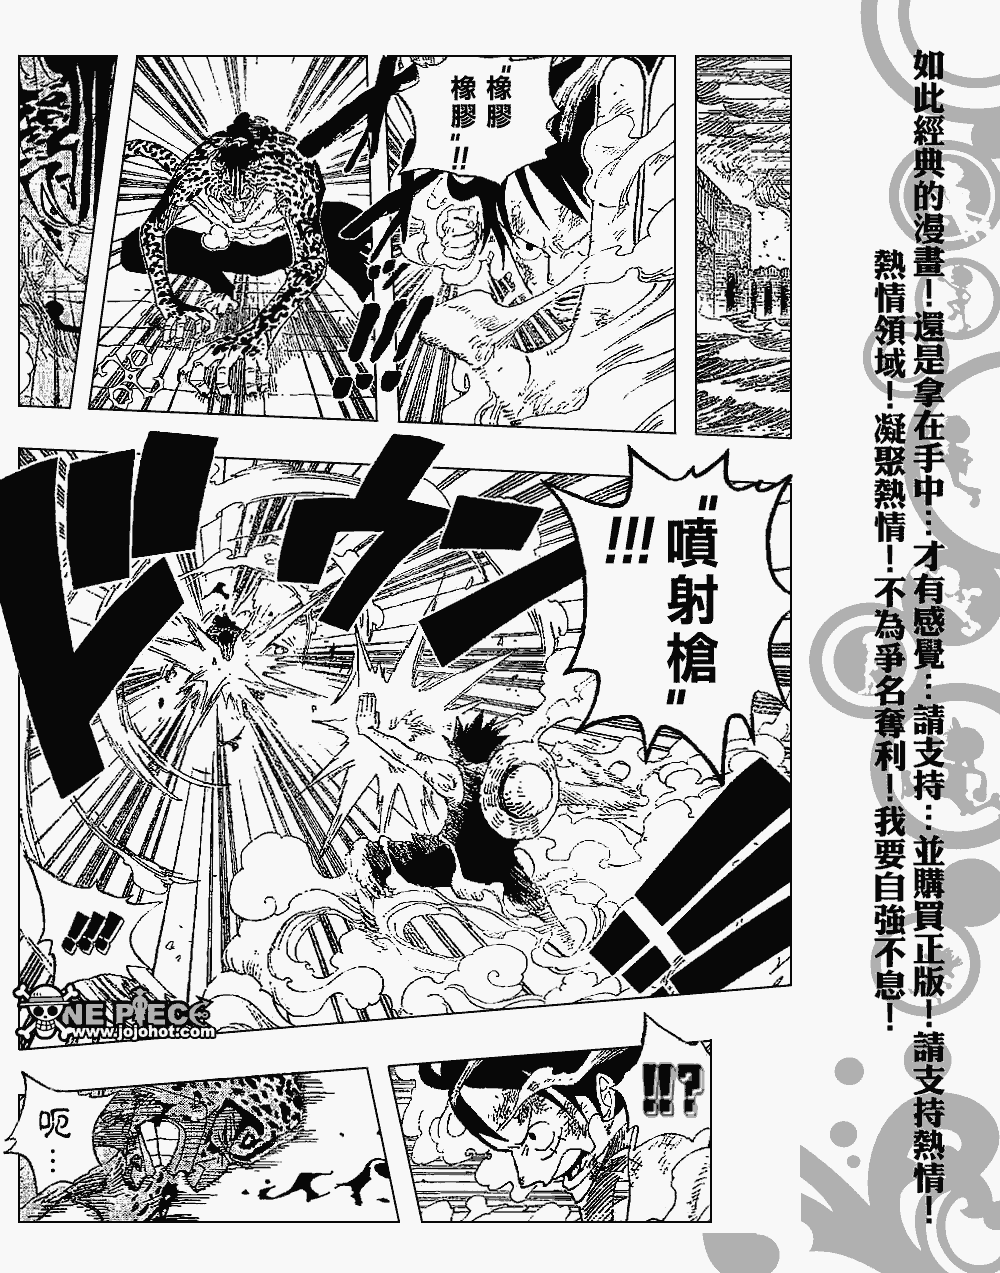 如此經典的漫畫！還是拿在手中…才有感覺…請支持…並購買正版！請支持熱情！
熱情領域！凝聚熱情！不為爭名奪利！我要自強不息！
"橡膠
橡膠"!!
!!!
"噴射槍"
!!!
ドウン
!!!
ONE PIECE
www.jojohot.com
!!?
呃…